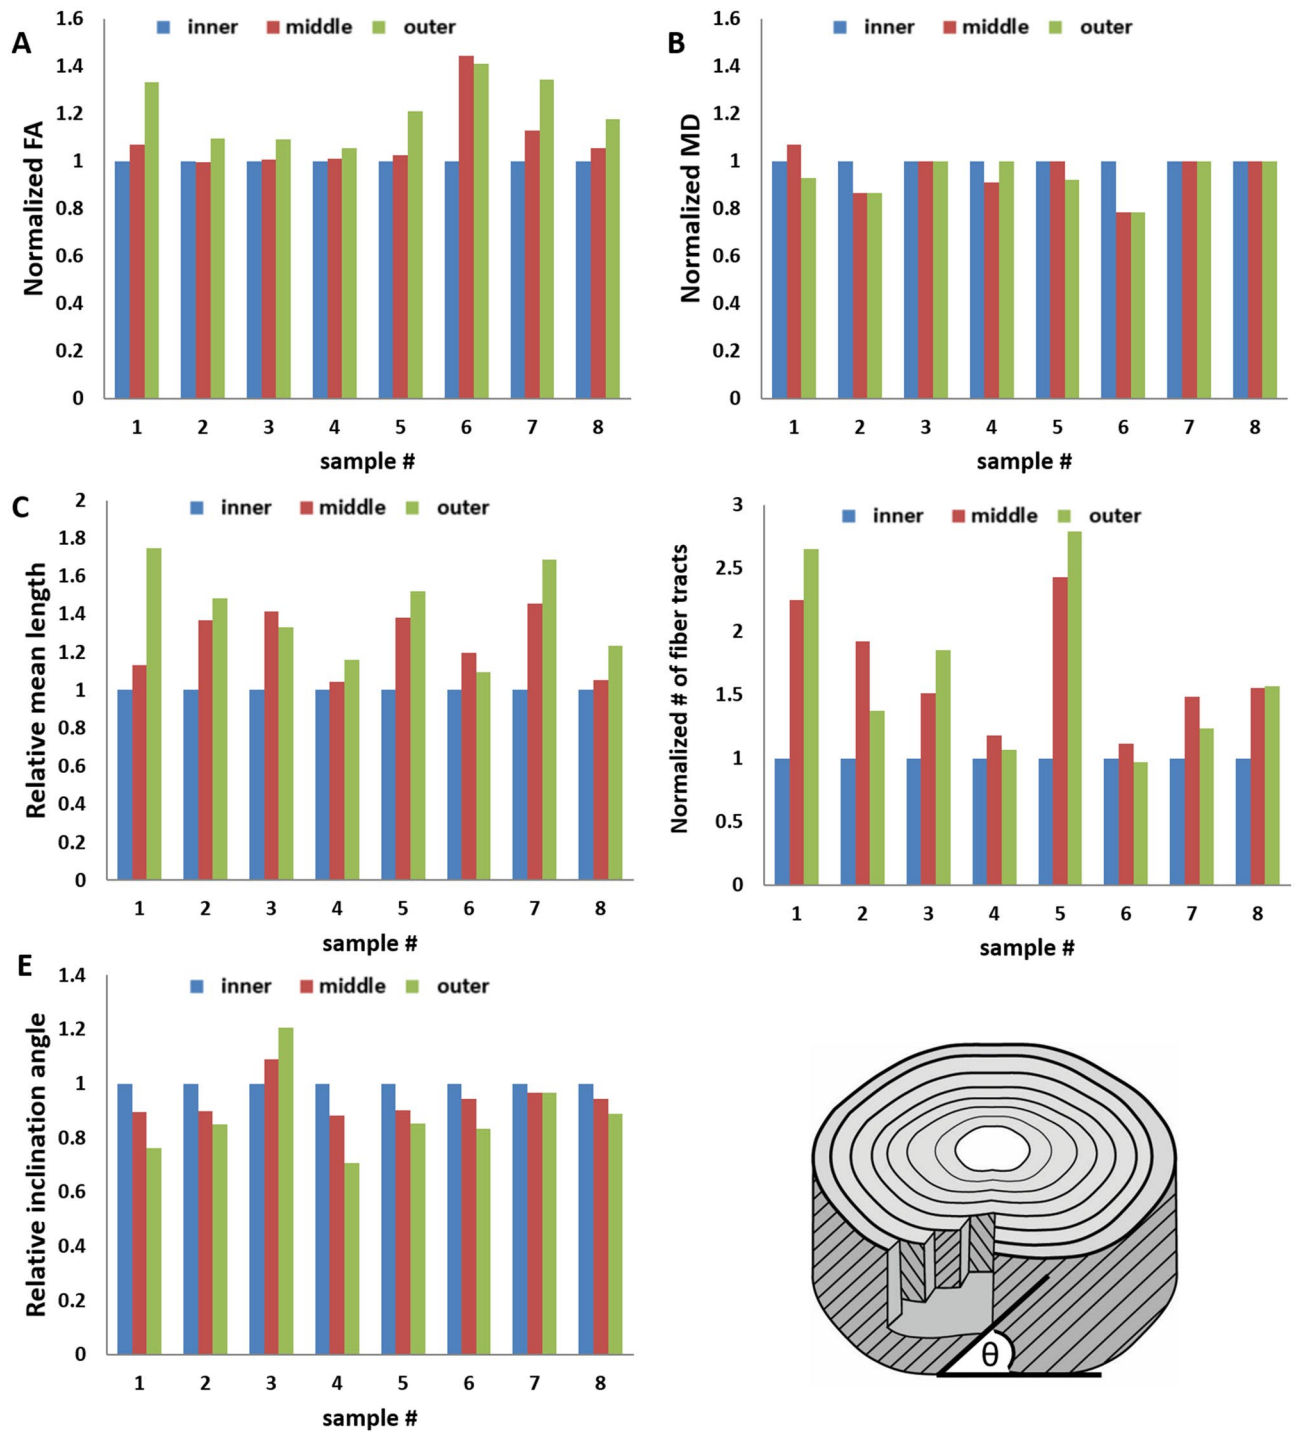 A
Normalized FA
inner middle outer
1.6
1.4
1.2
1
0.8
0.6
0.4
0.2
0
1 2 3 4 5 6 7 8
sample #
B
Normalized MD
inner middle outer
1.6
1.4
1.2
1
0.8
0.6
0.4
0.2
0
1 2 3 4 5 6 7 8
sample #
C
Relative mean length
inner middle outer
2
1.8
1.6
1.4
1.2
1
0.8
0.6
0.4
0.2
0
1 2 3 4 5 6 7 8
sample #
Normalized # of fiber tracts
inner middle outer
3
2.5
2
1.5
1
0.5
0
1 2 3 4 5 6 7 8
sample #
E
Relative inclination angle
inner middle outer
1.4
1.2
1
0.8
0.6
0.4
0.2
0
1 2 3 4 5 6 7 8
sample #
θ